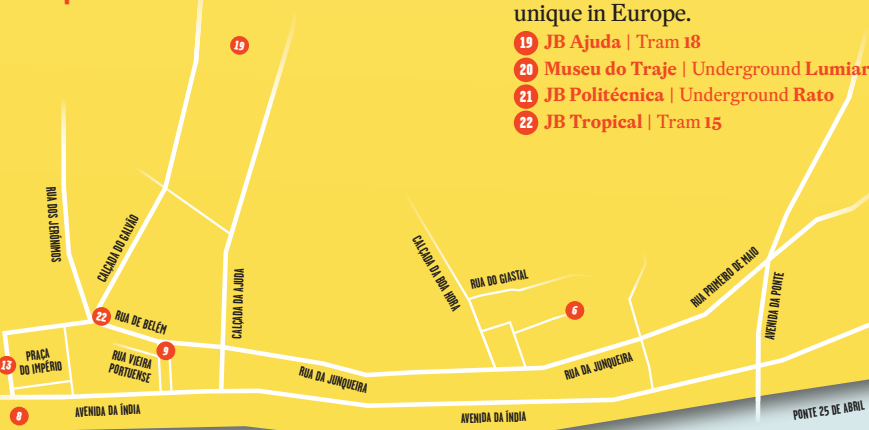 unique in Europe.
19 JB Ajuda | Tram 18
20 Museu do Traje | Underground Lumiar
21 JB Politécnica | Underground Rato
22 JB Tropical | Tram 15
19
RUA DOS JERÓNIMOS
CALÇADA DO GALVÃO
CALÇADA DA AJUDA
CALÇADA DA BOA HORA
RUA DO GIASTAL
RUA PRIMEIRO DE MAIO
AVENIDA DA PONTE
6
22
RUA DE BELÉM
9
13
PRAÇA
DO IMPÉRIO
RUA VIEIRA
PORTUENSE
RUA DA JUNQUEIRA
RUA DA JUNQUEIRA
8
AVENIDA DA ÍNDIA
AVENIDA DA ÍNDIA
PONTE 25 DE ABRIL